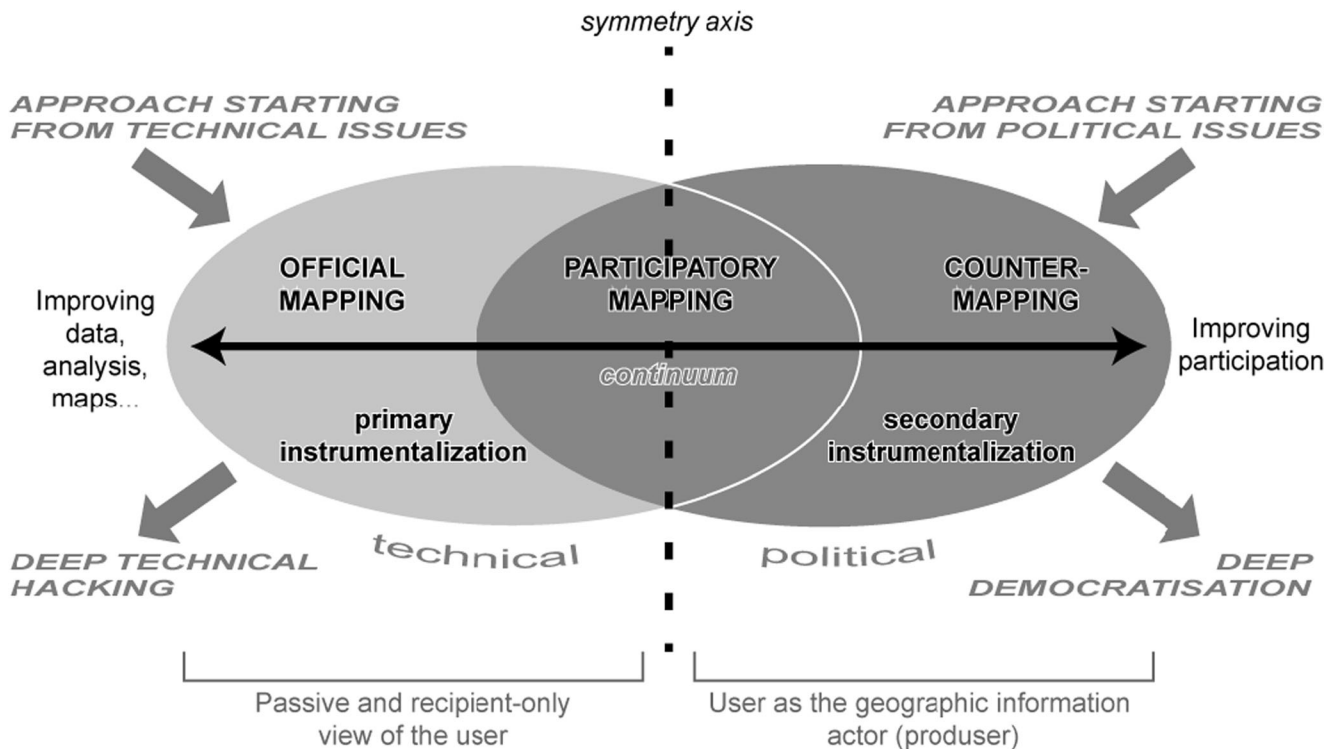 symmetry axis
APPROACH STARTING
FROM TECHNICAL ISSUES
APPROACH STARTING
FROM POLITICAL ISSUES
OFFICIAL
MAPPING
PARTICIPATORY
MAPPING
COUNTER-
MAPPING
Improving
data,
analysis,
maps...
Improving
participation
continuum
primary
instrumentalization
secondary
instrumentalization
technical
political
DEEP TECHNICAL
HACKING
DEEP
DEMOCRATISATION
Passive and recipient-only
view of the user
User as the geographic information
actor (produser)